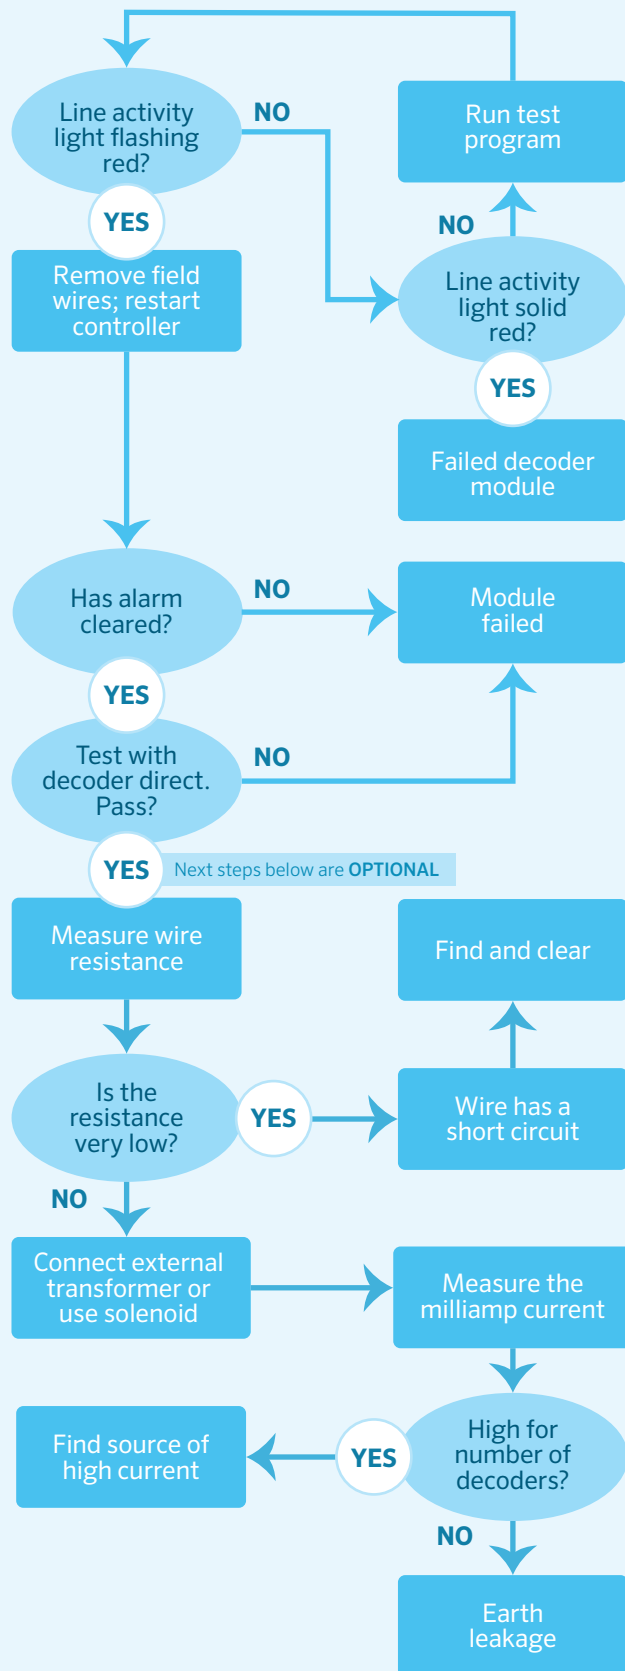 Line activity
light flashing
red?
NO
Run test
program
YES
NO
Remove field
wires; restart
controller
Line activity
light solid
red?
YES
Failed decoder
module
Has alarm
cleared?
NO
Module
failed
YES
Test with
decoder direct.
Pass?
NO
YES
Next steps below are OPTIONAL
Measure wire
resistance
Find and clear
Is the
resistance
very low?
YES
Wire has a
short circuit
NO
Connect external
transformer or
use solenoid
Measure the
milliamp current
High for
number of
decoders?
YES
Find source of
high current
NO
Earth
leakage